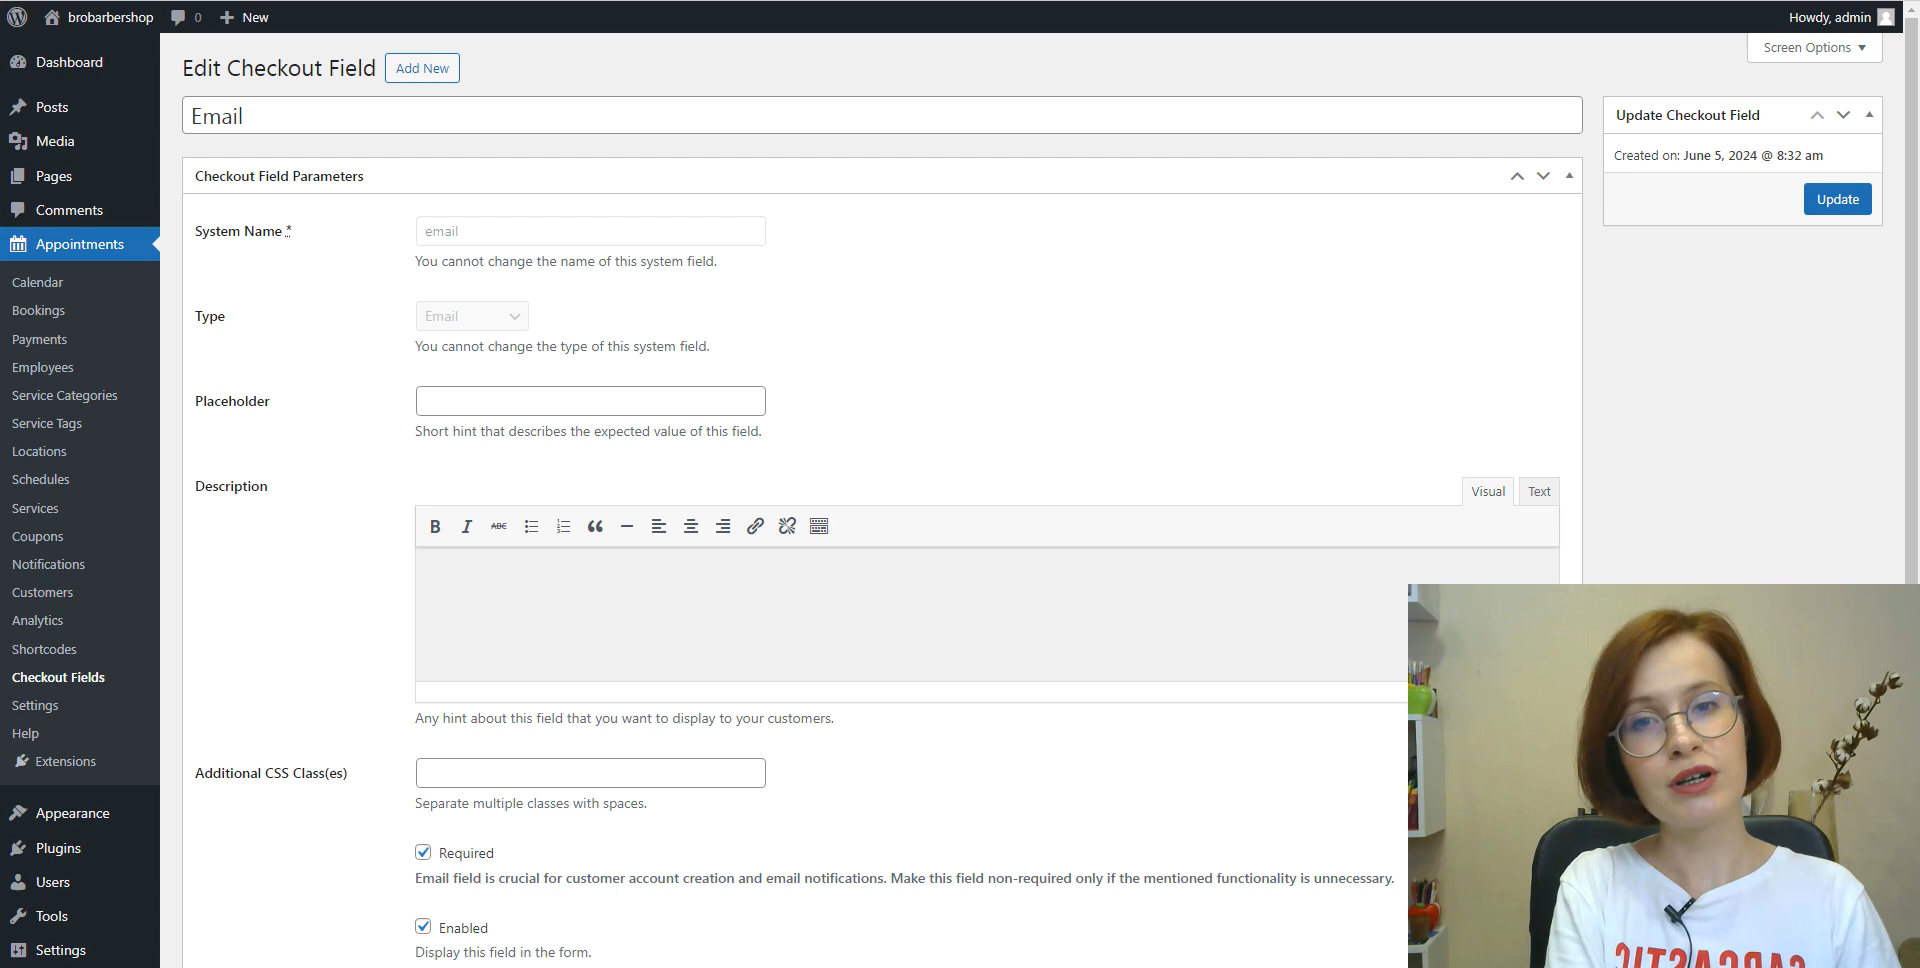 brobarbershop
0
New
Howdy, admin
Dashboard
Posts
Media
Pages
Comments
Appointments
Calendar
Bookings
Payments
Employees
Service Categories
Service Tags
Locations
Schedules
Services
Coupons
Notifications
Customers
Analytics
Shortcodes
Checkout Fields
Settings
Help
Extensions
Appearance
Plugins
Users
Tools
Settings
Screen Options
Edit Checkout Field
Add New
Email
Checkout Field Parameters
System Name *
email
You cannot change the name of this system field.
Type
Email
You cannot change the type of this system field.
Placeholder
Short hint that describes the expected value of this field.
Description
Visual
Text
B I ABC
Any hint about this field that you want to display to your customers.
Additional CSS Class(es)
Separate multiple classes with spaces.
Required
Email field is crucial for customer account creation and email notifications. Make this field non-required only if the mentioned functionality is unnecessary.
Enabled
Display this field in the form.
Update Checkout Field
Created on: June 5, 2024 @ 8:32 am
Update